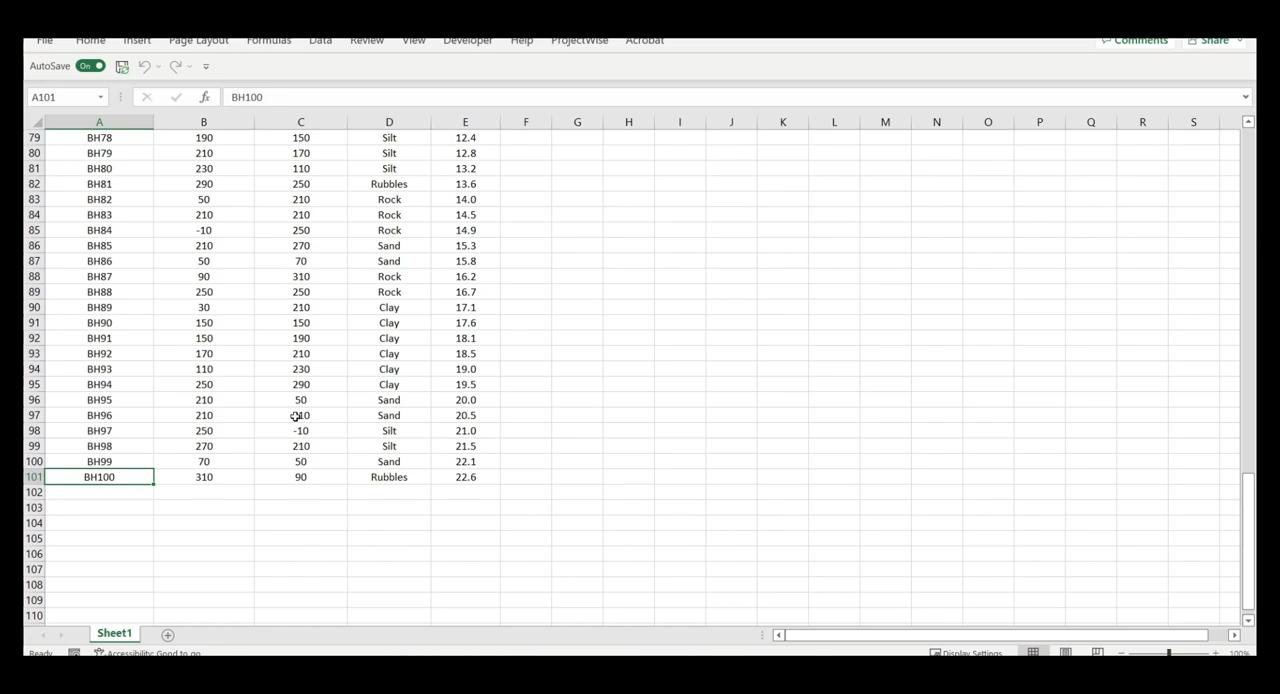 File Home Insert Page Layout Formulas Data Review View Developer Help ProjectWise Acrobat Comments Share
AutoSave On
A101 fx BH100
A B C D E F G H I J K L M N O P Q R S
79 BH78 190 150 Silt 12.4
80 BH79 210 170 Silt 12.8
81 BH80 230 110 Silt 13.2
82 BH81 290 250 Rubbles 13.6
83 BH82 50 210 Rock 14.0
84 BH83 210 210 Rock 14.5
85 BH84 -10 250 Rock 14.9
86 BH85 210 270 Sand 15.3
87 BH86 50 70 Sand 15.8
88 BH87 90 310 Rock 16.2
89 BH88 250 250 Rock 16.7
90 BH89 30 210 Clay 17.1
91 BH90 150 150 Clay 17.6
92 BH91 150 190 Clay 18.1
93 BH92 170 210 Clay 18.5
94 BH93 110 230 Clay 19.0
95 BH94 250 290 Clay 19.5
96 BH95 210 50 Sand 20.0
97 BH96 210 Sand 20.5
98 BH97 250 -10 Silt 21.0
99 BH98 270 210 Silt 21.5
100 BH99 70 50 Sand 22.1
101 BH100 310 90 Rubbles 22.6
102
103
104
105
106
107
108
109
110
Sheet1
Ready Accessibility: Good to go Display Settings 100%